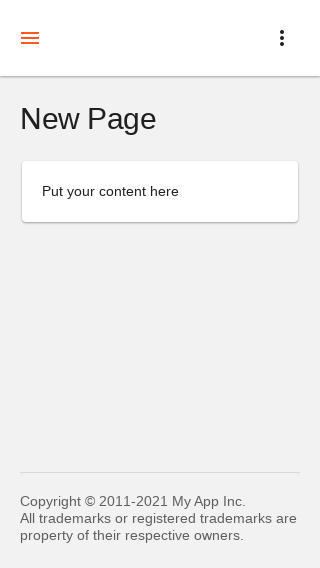 New Page
Put your content here
Copyright © 2011-2021 My App Inc.
All trademarks or registered trademarks are
property of their respective owners.